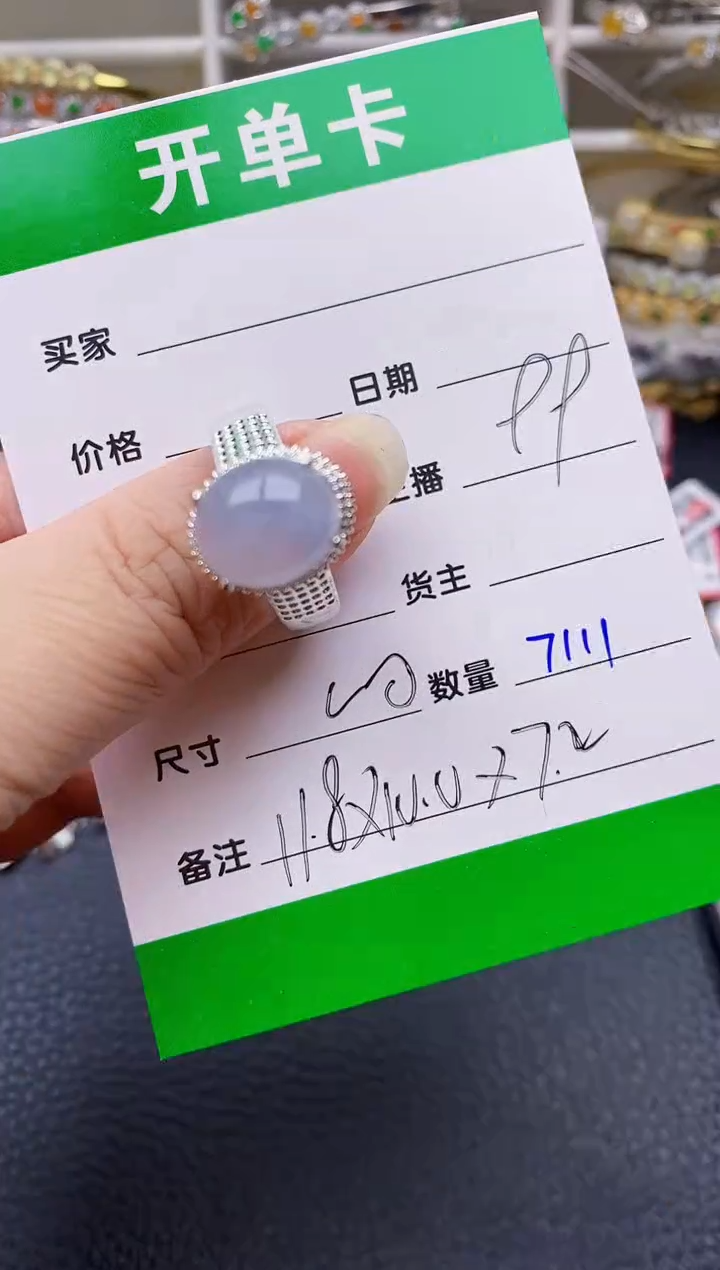 开单卡
买家
价格 日期
播
货主
尺寸 数量 7111
备注 11.8X10.0X7.2